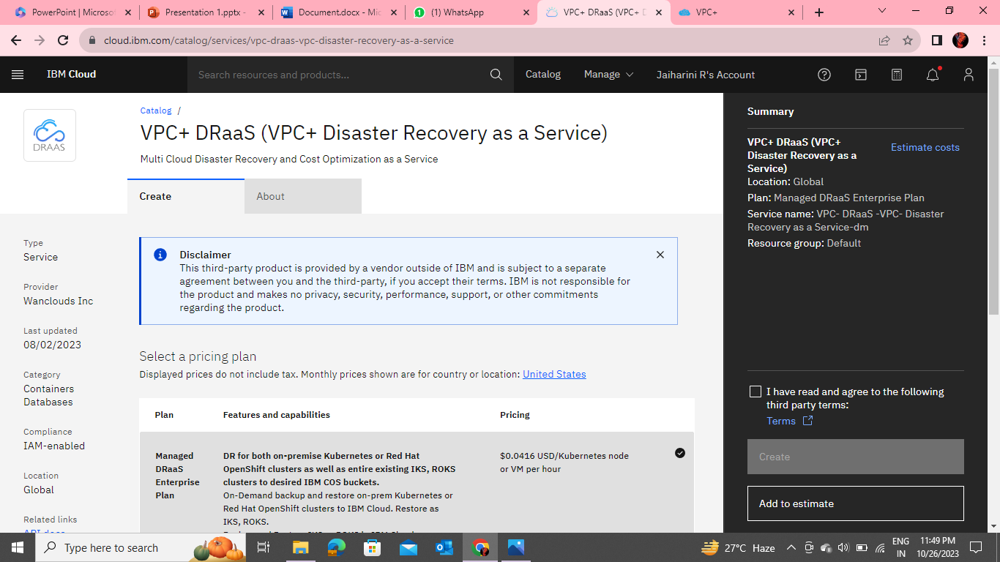 PowerPoint | Microsof
Presentation 1.pptx -
Document.docx - Mic
(1) WhatsApp
VPC+ DRaaS (VPC+ D
VPC+
cloud.ibm.com/catalog/services/vpc-draas-vpc-disaster-recovery-as-a-service
IBM Cloud
Search resources and products...
Catalog
Manage
Jaiharini R's Account
DRAAS
Catalog /
VPC+ DRaaS (VPC+ Disaster Recovery as a Service)
Multi Cloud Disaster Recovery and Cost Optimization as a Service
Create
About
Type
Service
Provider
Wanclouds Inc
Last updated
08/02/2023
Category
Containers
Databases
Compliance
IAM-enabled
Location
Global
Related links
API docs
Disclaimer
This third-party product is provided by a vendor outside of IBM and is subject to a separate
agreement between you and the third-party, if you accept their terms. IBM is not responsible for
the product and makes no privacy, security, performance, support, or other commitments
regarding the product.
Select a pricing plan
Displayed prices do not include tax. Monthly prices shown are for country or location: United States
Plan
Features and capabilities
Pricing
Managed
DRaaS
Enterprise
Plan
DR for both on-premise Kubernetes or Red Hat
OpenShift clusters as well as entire existing IKS, ROKS
clusters to desired IBM COS buckets.
On-Demand backup and restore on-prem Kubernetes or
Red Hat OpenShift clusters to IBM Cloud. Restore as
IKS, ROKS.
$0.0416 USD/Kubernetes node
or VM per hour
Summary
VPC+ DRaaS (VPC+
Disaster Recovery as a
Service)
Estimate costs
Location: Global
Plan: Managed DRaaS Enterprise Plan
Service name: VPC- DRaaS -VPC- Disaster
Recovery as a Service-dm
Resource group: Default
I have read and agree to the following
third party terms:
Terms
Create
Add to estimate
Type here to search
27°C Haze
ENG
IN
11:49 PM
10/26/2023